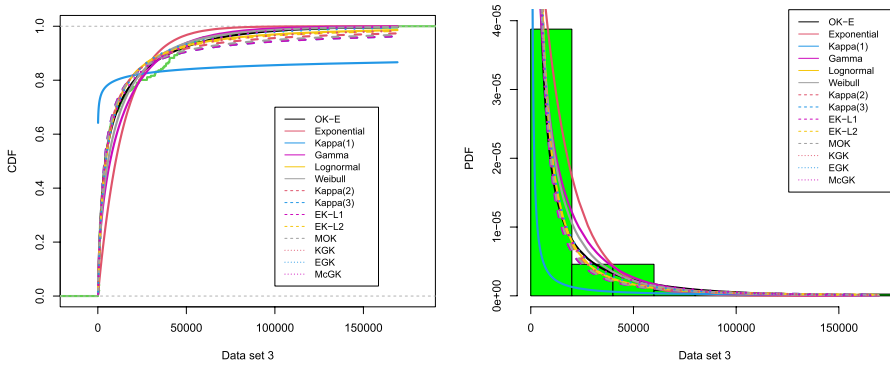 1.0
0.8
0.6
0.4
0.2
0.0
CDF
0
50000
100000
150000
Data set 3
OK−E
Exponential
Kappa(1)
Gamma
Lognormal
Weibull
Kappa(2)
Kappa(3)
EK−L1
EK−L2
MOK
KGK
EGK
McGK
4e−05
3e−05
1e−05
0e+00
PDF
0
50000
100000
150000
Data set 3
OK−E
Exponential
Kappa(1)
Gamma
Lognormal
Weibull
Kappa(2)
Kappa(3)
EK−L1
EK−L2
MOK
KGK
EGK
McGK